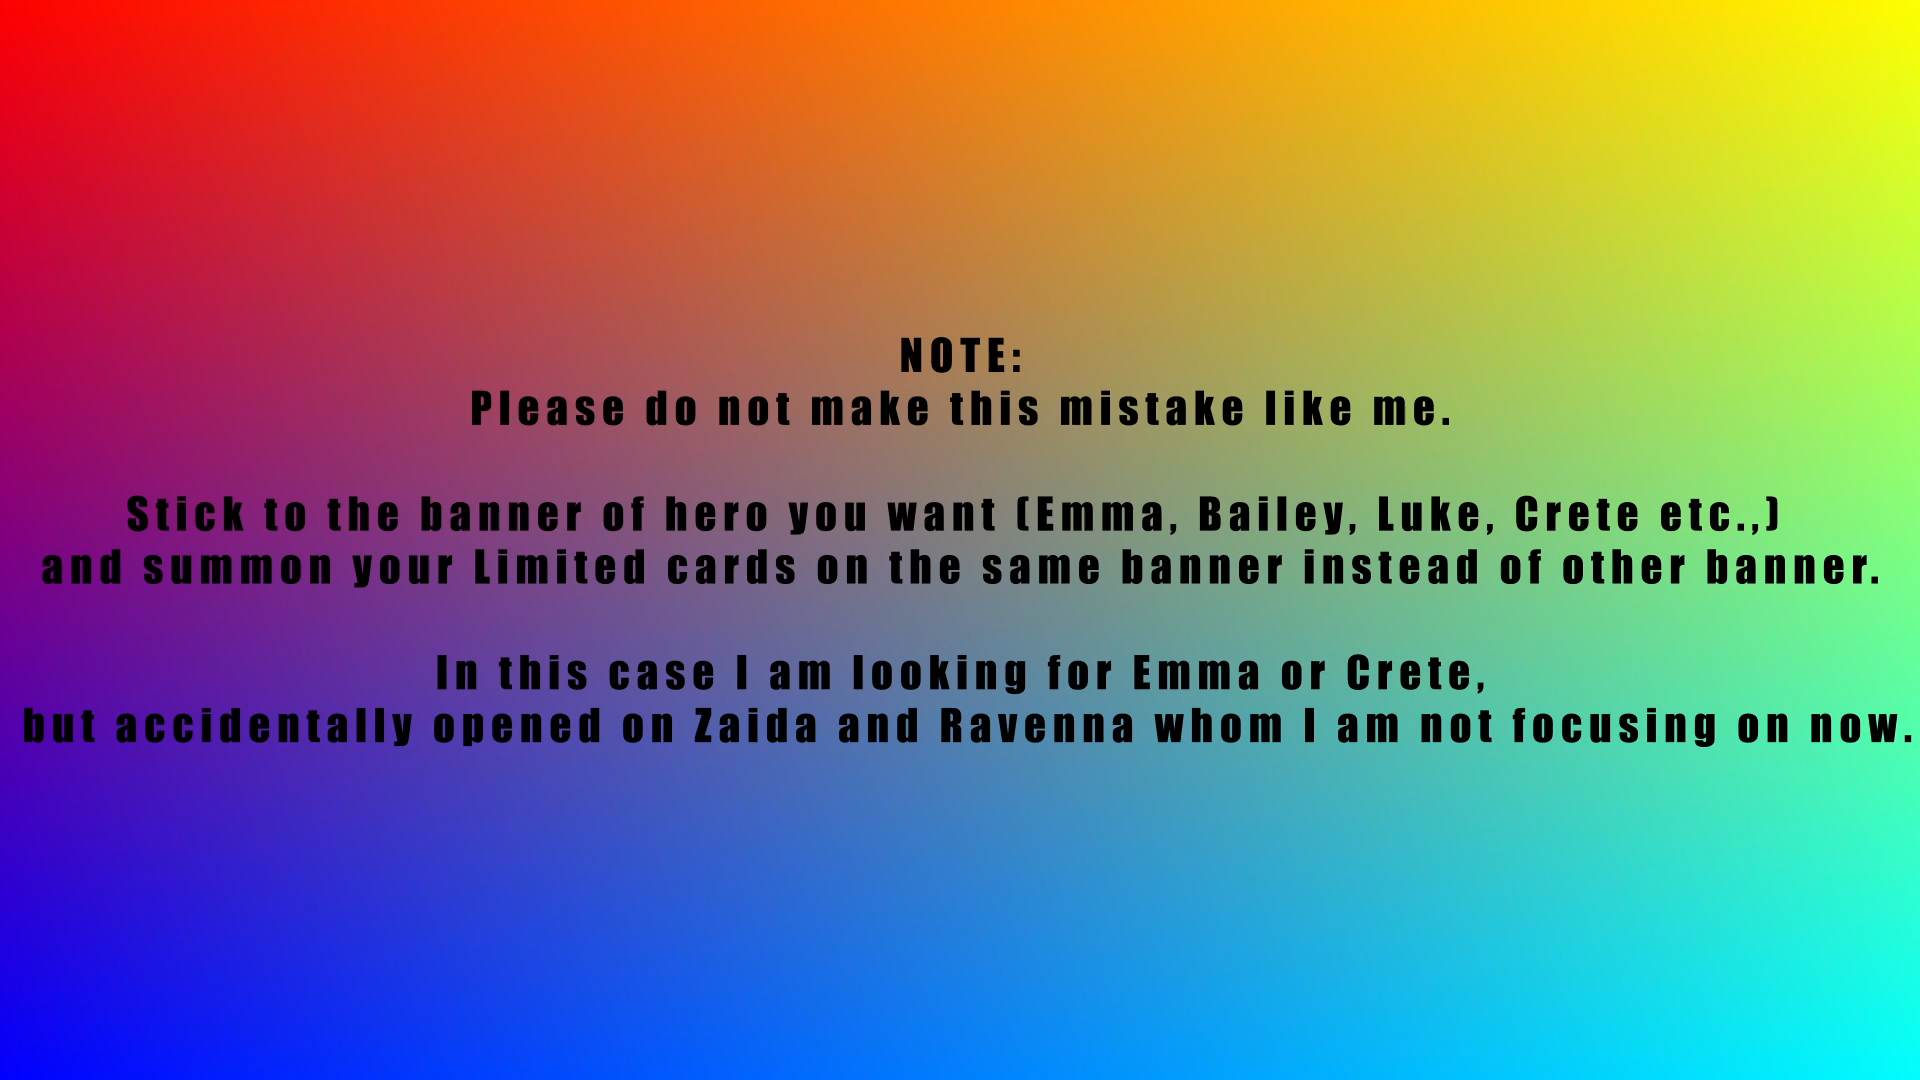 NOTE:
Please do not make this mistake like me.
Stick to the banner of hero you want (Emma, Bailey, Luke, Crete etc.,)
and summon your Limited cards on the same banner instead of other banner.
In this case I am looking for Emma or Crete,
but accidentally opened on Zaida and Ravenna whom I am not focusing on now.